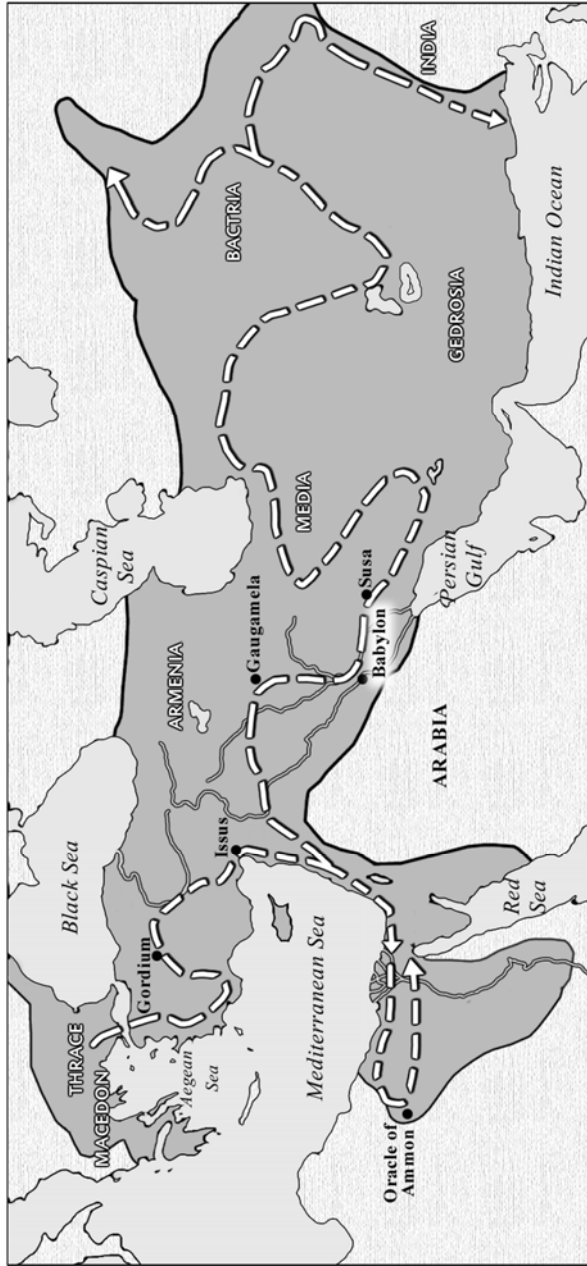 THRACE
MACEDON
Aegean
Sea
Black Sea
Gordium
Issus
Mediterranean Sea
Oracle of
Ammon
Red
Sea
ARABIA
ARMENIA
Gaugamela
Babylon
Susa
Caspian
Sea
MEDIA
Persian
Gulf
BACTRIA
GEDROSIA
INDIA
Indian Ocean